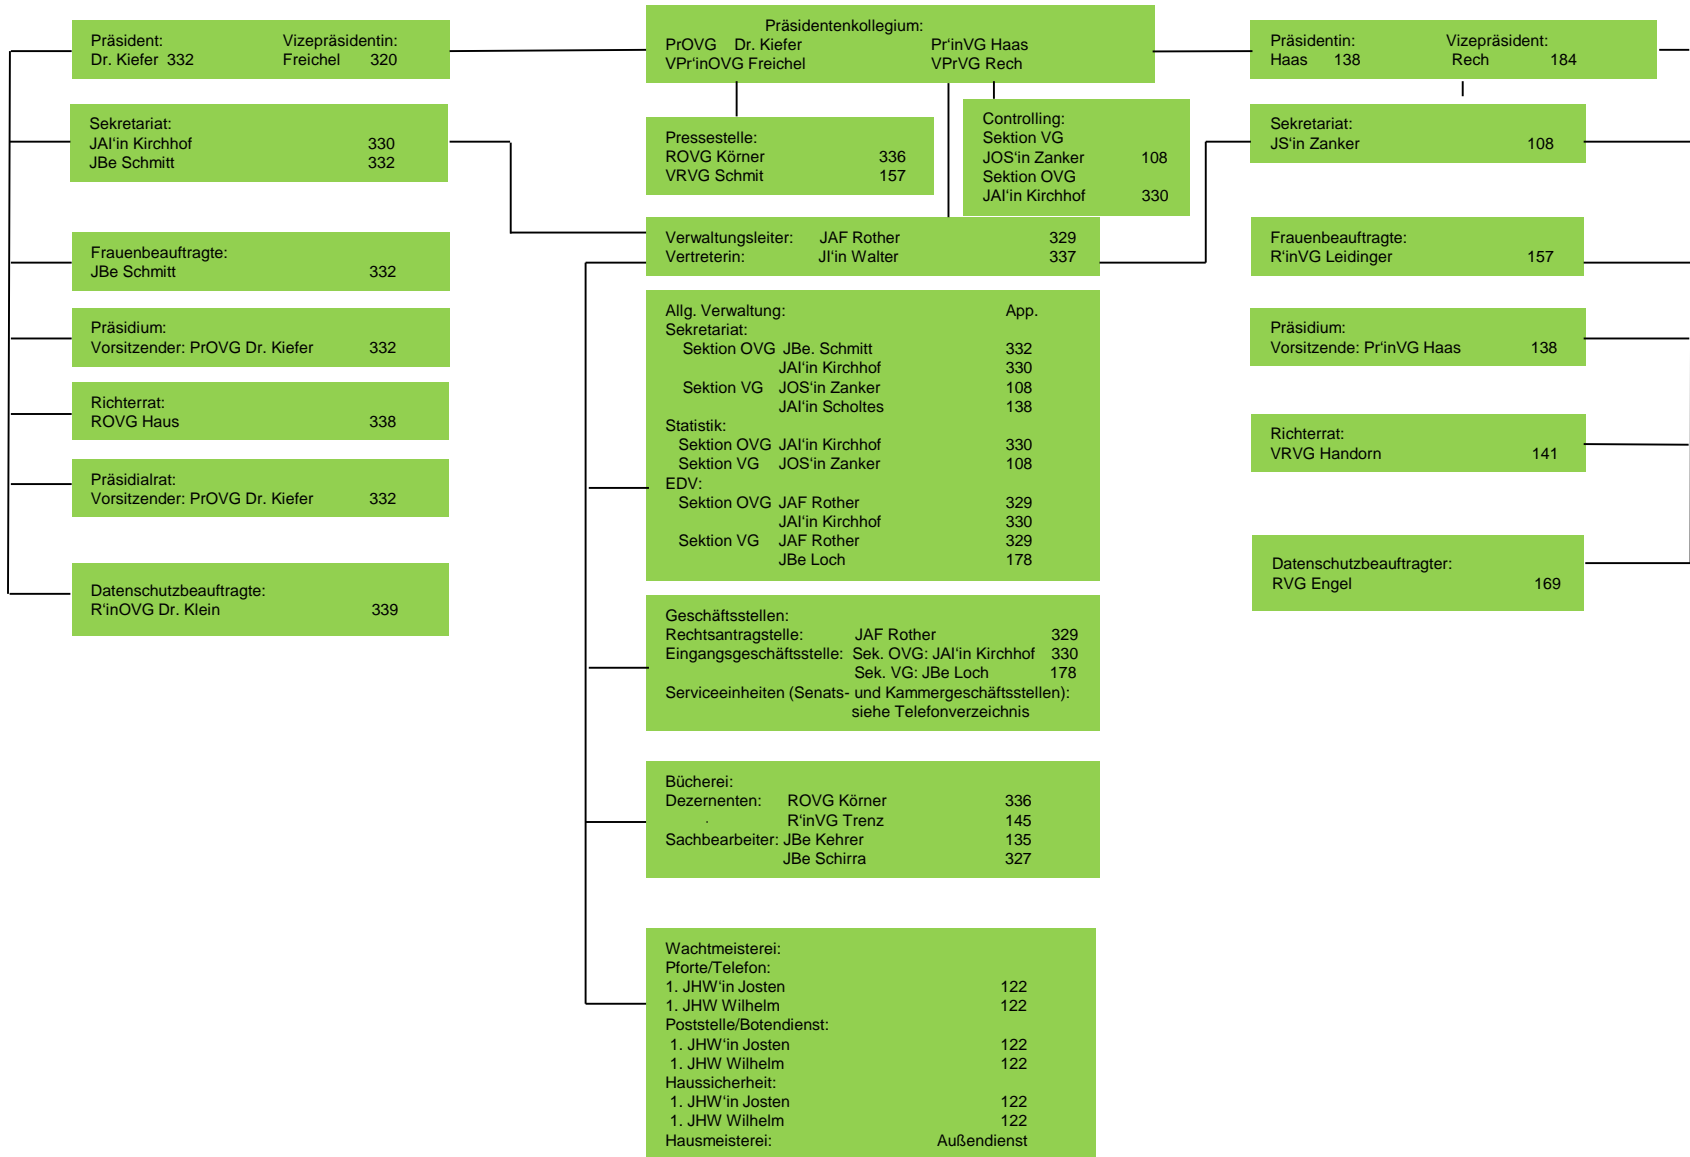 Präsident: Vizepräsidentin:
Dr. Kiefer 332 Freichel 320
Sekretariat:
JAI‘in Kirchhof 330
JBe Schmitt 332
Frauenbeauftragte:
JBe Schmitt 332
Präsidium:
Vorsitzender: PrOVG Dr. Kiefer 332
Richterrat:
ROVG Haus 338
Präsidialrat:
Vorsitzender: PrOVG Dr. Kiefer 332
Datenschutzbeauftragte:
R‘inOVG Dr. Klein 339
Präsidentenkollegium:
PrOVG Dr. Kiefer Pr‘inVG Haas
VPr‘inOVG Freichel VPrVG Rech
Pressestelle:
ROVG Körner 336
VRVG Schmit 157
Controlling:
Sektion VG
JOS‘in Zanker 108
Sektion OVG
JAI‘in Kirchhof 330
Verwaltungsleiter: JAF Rother 329
Vertreterin: JI‘in Walter 337
Allg. Verwaltung: App.
Sekretariat:
Sektion OVG JBe. Schmitt 332
JAI‘in Kirchhof 330
Sektion VG JOS‘in Zanker 108
JAI‘in Scholtes 138
Statistik:
Sektion OVG JAI‘in Kirchhof 330
Sektion VG JOS‘in Zanker 108
EDV:
Sektion OVG JAF Rother 329
JAI‘in Kirchhof 330
Sektion VG JAF Rother 329
JBe Loch 178
Geschäftsstellen:
Rechtsantragstelle: JAF Rother 329
Eingangsgeschäftsstelle: Sek. OVG: JAI‘in Kirchhof 330
Sek. VG: JBe Loch 178
Serviceeinheiten (Senats- und Kammergeschäftsstellen):
siehe Telefonverzeichnis
Bücherei:
Dezernenten: ROVG Körner 336
. R‘inVG Trenz 145
Sachbearbeiter: JBe Kehrer 135
JBe Schirra 327
Wachtmeisterei:
Pforte/Telefon:
1. JHW‘in Josten 122
1. JHW Wilhelm 122
Poststelle/Botendienst:
1. JHW‘in Josten 122
1. JHW Wilhelm 122
Haussicherheit:
1. JHW‘in Josten 122
1. JHW Wilhelm 122
Hausmeisterei: Außendienst
Präsidentin: Vizepräsident:
Haas 138 Rech 184
Sekretariat:
JS‘in Zanker 108
Frauenbeauftragte:
R‘inVG Leidinger 157
Präsidium:
Vorsitzende: Pr‘inVG Haas 138
Richterrat:
VRVG Handorn 141
Datenschutzbeauftragter:
RVG Engel 169